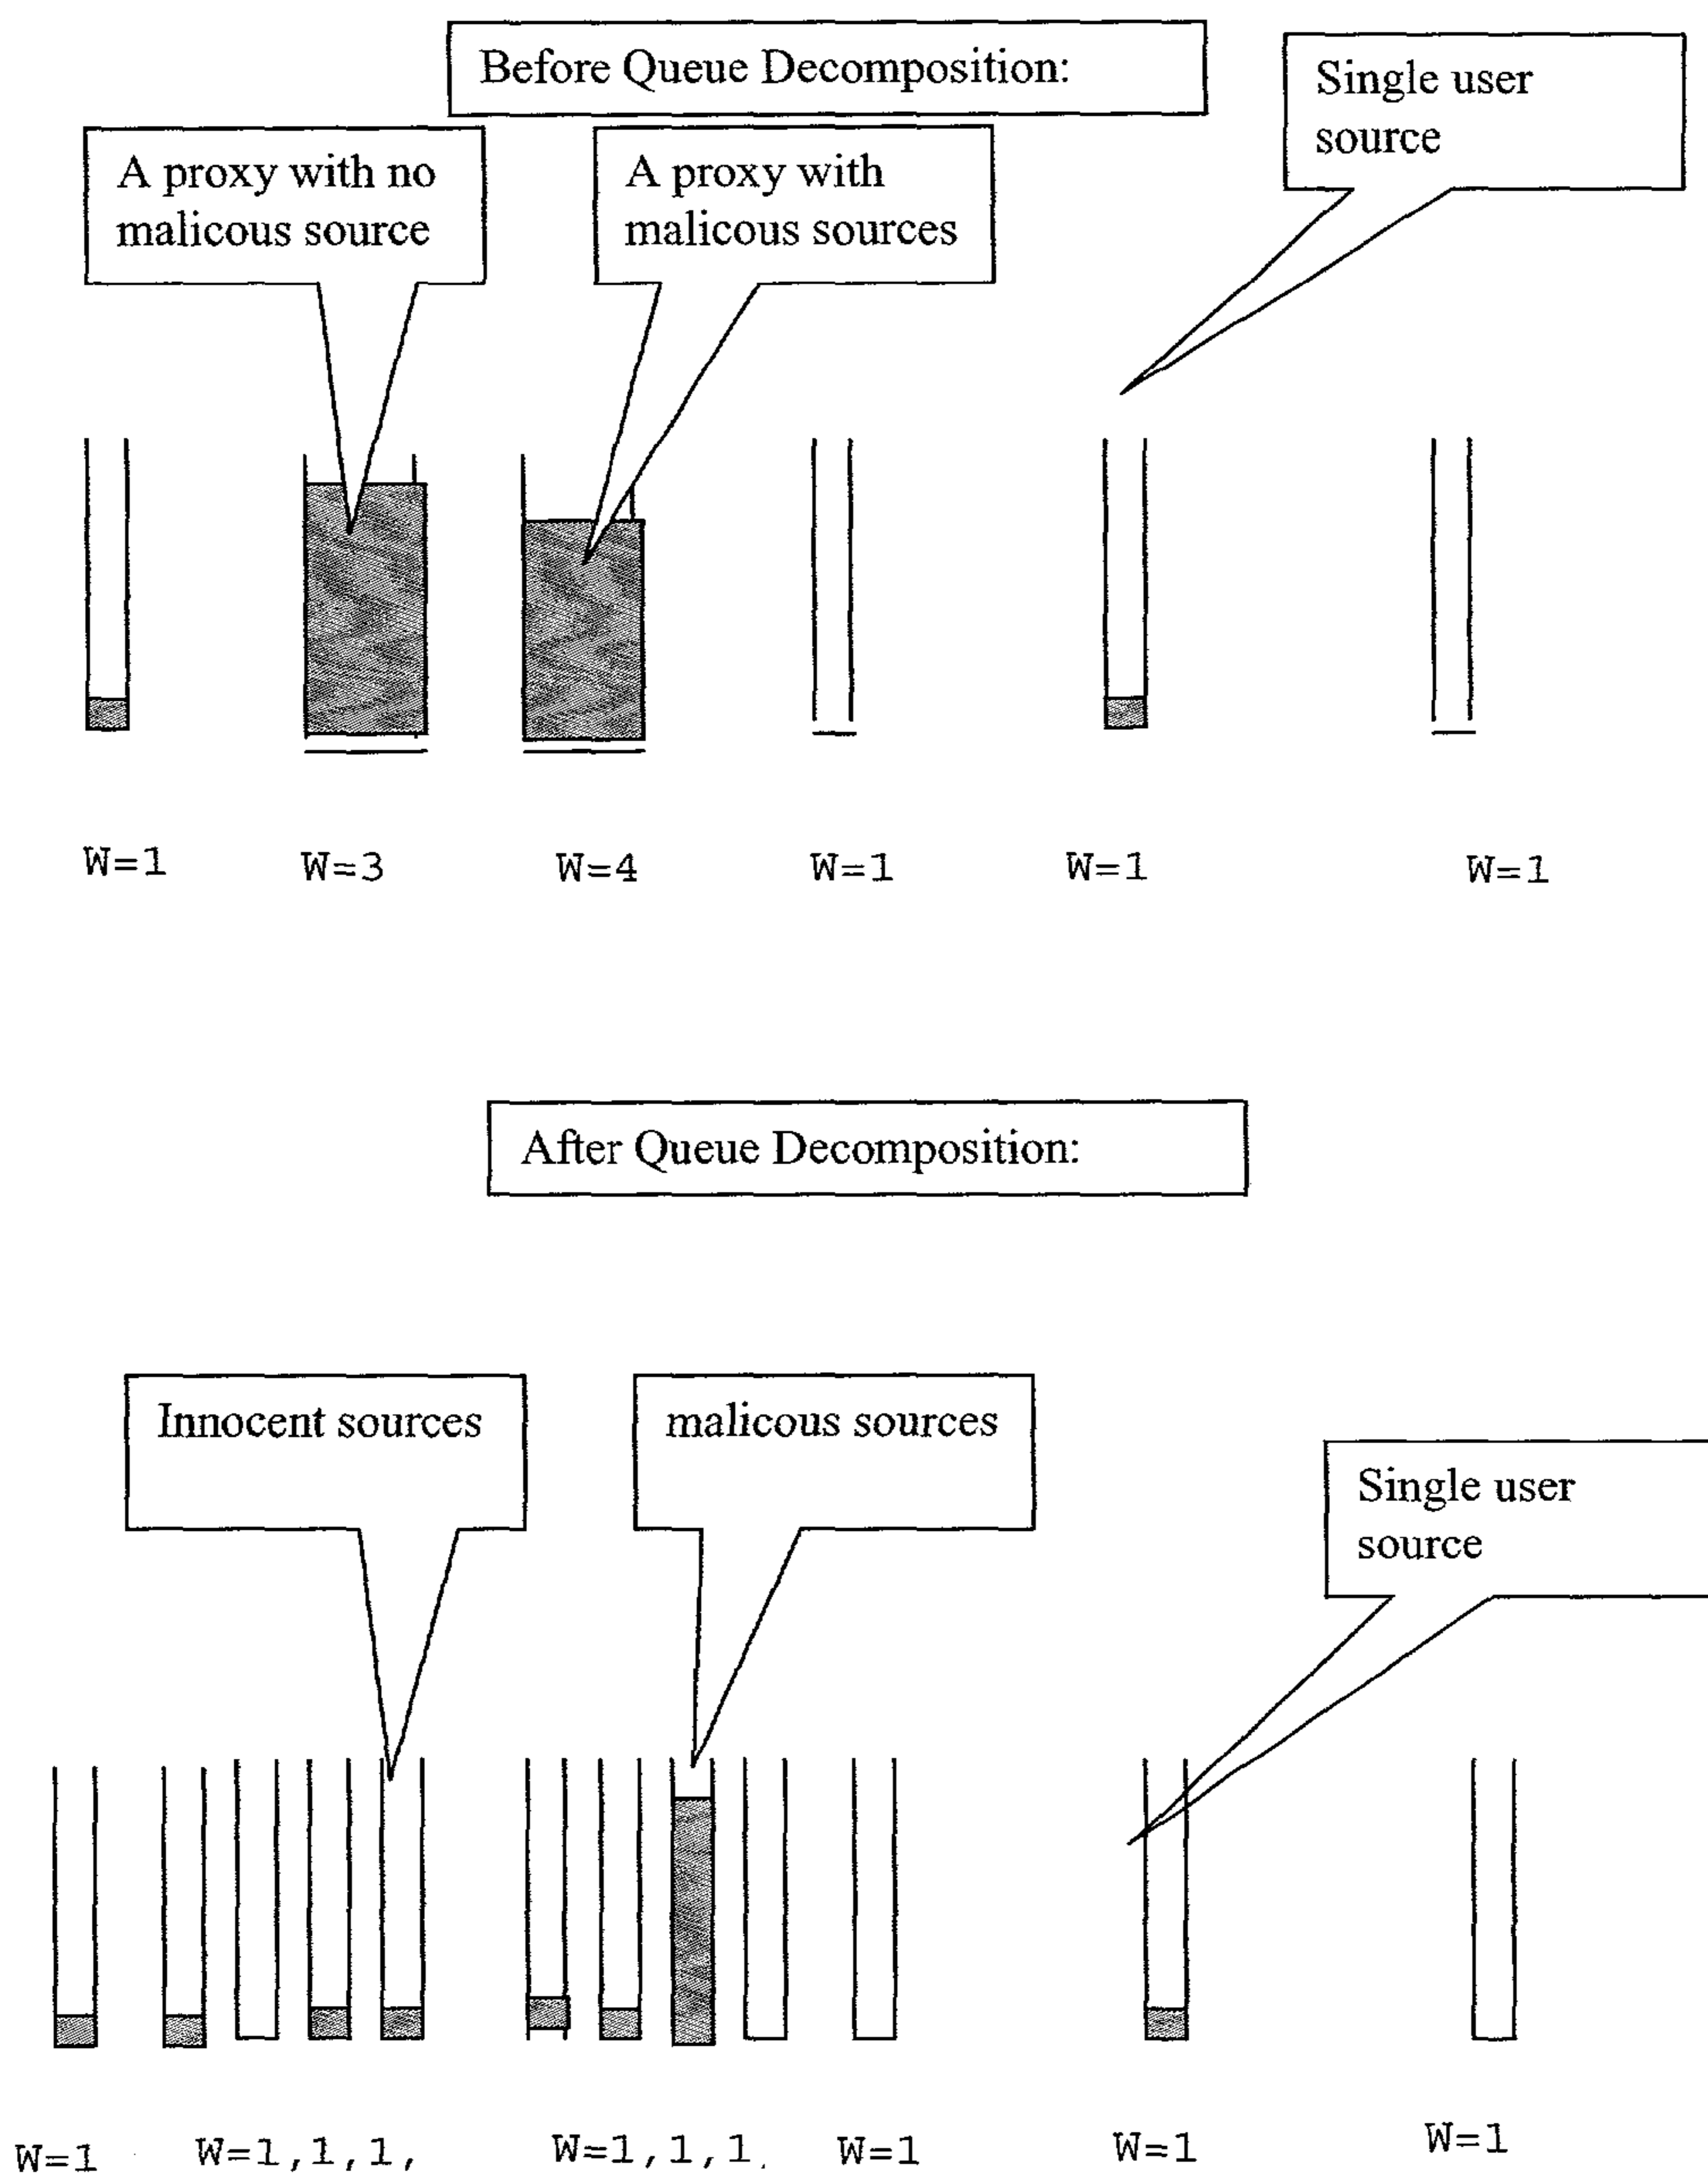 Before Queue Decomposition:
Single user
source
A proxy with no
malicous source
A proxy with
malicous sources
W=1 W=3 W=4 W=1 W=1 W=1
After Queue Decomposition:
Innocent sources
malicous sources
Single user
source
W=1 W=1,1,1, W=1,1,1. W=1 W=1 W=1